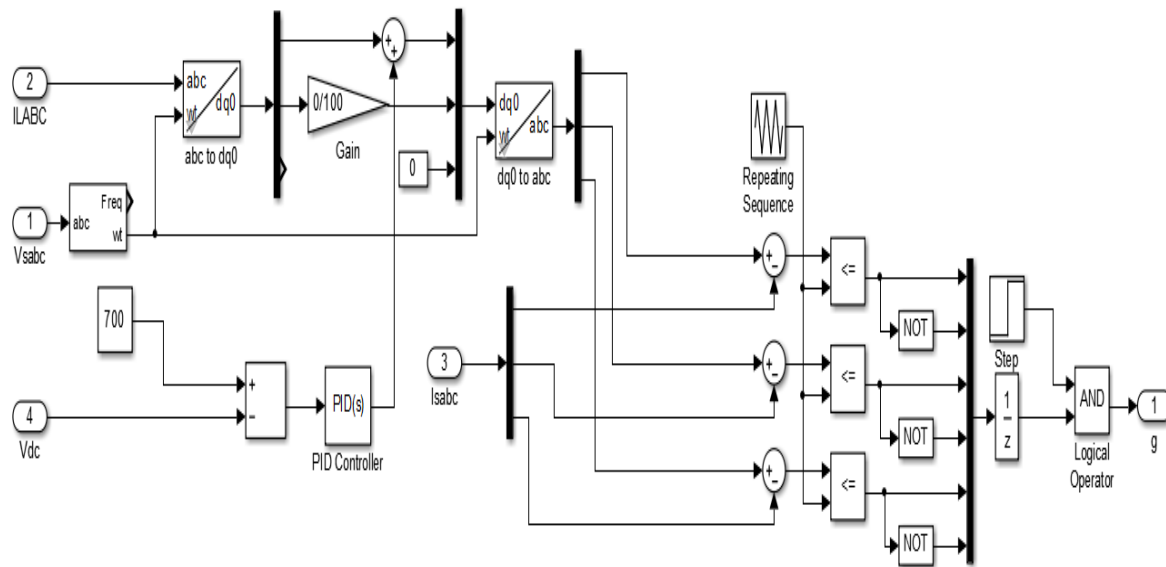 2
ILABC
abc
dq0
wt
abc to dq0
+
+
0/100
Gain
0
dq0
abc
wt
dq0 to abc
Repeating
Sequence
1
Vsabc
Freq
abc
wt
700
+
−
4
Vdc
PID(s)
PID Controller
3
Isabc
+
−
<=
NOT
+
−
<=
NOT
+
−
<=
NOT
Step
1
z
AND
Logical
Operator
1
g